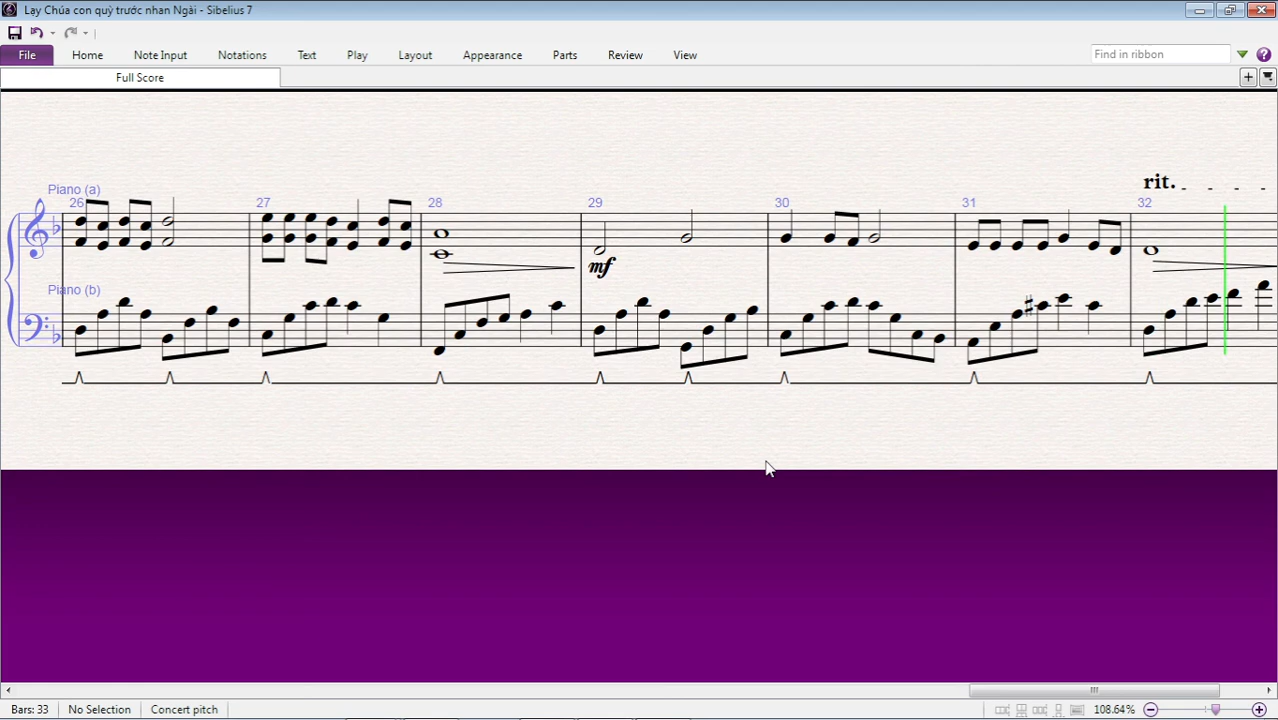 Lạy Chúa con quỳ trước nhan Ngài - Sibelius 7
File Home Note Input Notations Text Play Layout Appearance Parts Review View Find in ribbon
Full Score
rit.
Piano (a)
26 27 28 29 30 31 32
mf
Piano (b)
Bars: 33 No Selection Concert pitch 108.64%